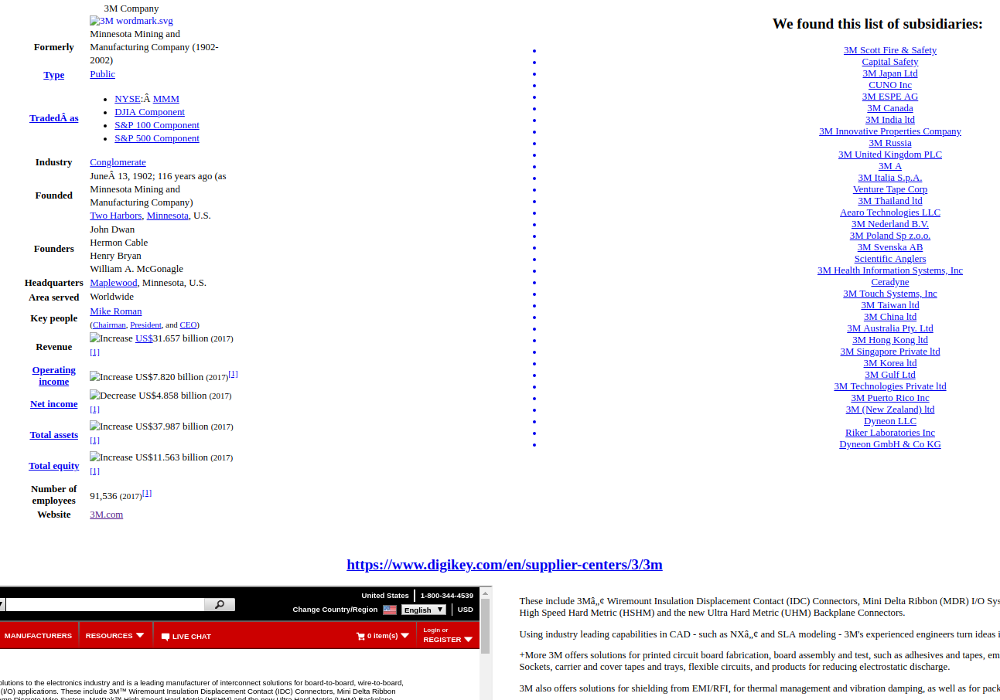 3M Company
3M wordmark.svg
Formerly
Minnesota Mining and
Manufacturing Company (1902-
2002)
Type
Public
TradedÂ as
NYSE:Â MMM
DJIA Component
S&P 100 Component
S&P 500 Component
Industry
Conglomerate
Founded
JuneÂ 13, 1902; 116 years ago (as
Minnesota Mining and
Manufacturing Company)
Two Harbors, Minnesota, U.S.
Founders
John Dwan
Hermon Cable
Henry Bryan
William A. McGonagle
Headquarters
Maplewood, Minnesota, U.S.
Area served
Worldwide
Key people
Mike Roman
(Chairman, President, and CEO)
Revenue
Increase US$31.657 billion (2017)
[1]
Operating
income
Increase US$7.820 billion (2017)[1]
Net income
Decrease US$4.858 billion (2017)
[1]
Total assets
Increase US$37.987 billion (2017)
[1]
Total equity
Increase US$11.563 billion (2017)
[1]
Number of
employees
91,536 (2017)[1]
Website
3M.com
We found this list of subsidiaries:
3M Scott Fire & Safety
Capital Safety
3M Japan Ltd
CUNO Inc
3M ESPE AG
3M Canada
3M India ltd
3M Innovative Properties Company
3M Russia
3M United Kingdom PLC
3M A
3M Italia S.p.A.
Venture Tape Corp
3M Thailand ltd
Aearo Technologies LLC
3M Nederland B.V.
3M Poland Sp z.o.o.
3M Svenska AB
Scientific Anglers
3M Health Information Systems, Inc
Ceradyne
3M Touch Systems, Inc
3M Taiwan ltd
3M China ltd
3M Australia Pty. Ltd
3M Hong Kong ltd
3M Singapore Private ltd
3M Korea ltd
3M Gulf Ltd
3M Technologies Private ltd
3M Puerto Rico Inc
3M (New Zealand) ltd
Dyneon LLC
Riker Laboratories Inc
Dyneon GmbH & Co KG
https://www.digikey.com/en/supplier-centers/3/3m
United States 1-800-344-4539
Change Country/Region English USD
MANUFACTURERS RESOURCES LIVE CHAT 0 item(s) Login or
REGISTER
olutions to the electronics industry and is a leading manufacturer of interconnect solutions for board-to-board, wire-to-board,
(I/O) applications. These include 3M™ Wiremount Insulation Displacement Contact (IDC) Connectors, Mini Delta Ribbon
amp Discrete Wire System, MetPak™ High Speed Hard Metric (HSHM) and the new Ultra Hard Metric (UHM) Backplane
These include 3Mâ„¢ Wiremount Insulation Displacement Contact (IDC) Connectors, Mini Delta Ribbon (MDR) I/O Sys
High Speed Hard Metric (HSHM) and the new Ultra Hard Metric (UHM) Backplane Connectors.
Using industry leading capabilities in CAD - such as NXâ„¢ and SLA modeling - 3M's experienced engineers turn ideas i
+More 3M offers solutions for printed circuit board fabrication, board assembly and test, such as adhesives and tapes, em
Sockets, carrier and cover tapes and trays, flexible circuits, and products for reducing electrostatic discharge.
3M also offers solutions for shielding from EMI/RFI, for thermal management and vibration damping, as well as for pack